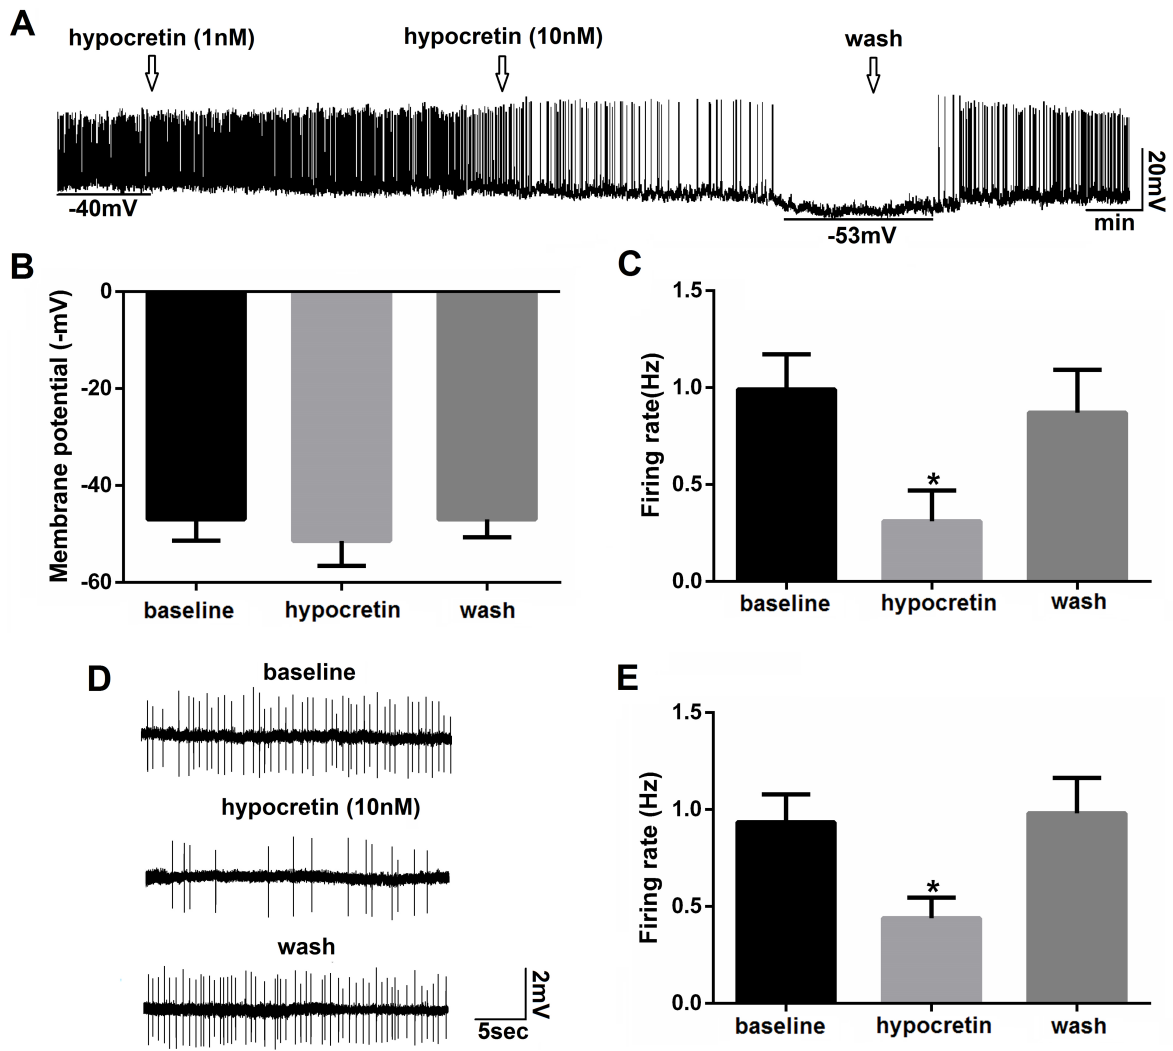 A
hypocretin (1nM)
hypocretin (10nM)
wash
-40mV
-53mV
20mV
min
B
Membrane potential (-mV)
0
-20
-40
-60
baseline
hypocretin
wash
C
Firing rate(Hz)
1.5
1.0
0.5
0.0
*
baseline
hypocretin
wash
D
baseline
hypocretin (10nM)
wash
2mV
5sec
E
Firing rate (Hz)
1.5
1.0
0.5
0.0
*
baseline
hypocretin
wash